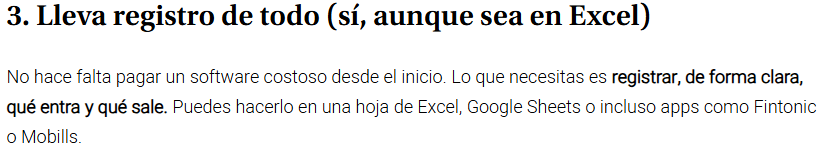 3. Lleva registro de todo (sí, aunque sea en Excel)
No hace falta pagar un software costoso desde el inicio. Lo que necesitas es registrar, de forma clara,
qué entra y qué sale. Puedes hacerlo en una hoja de Excel, Google Sheets o incluso apps como Fintonic
o Mobills.